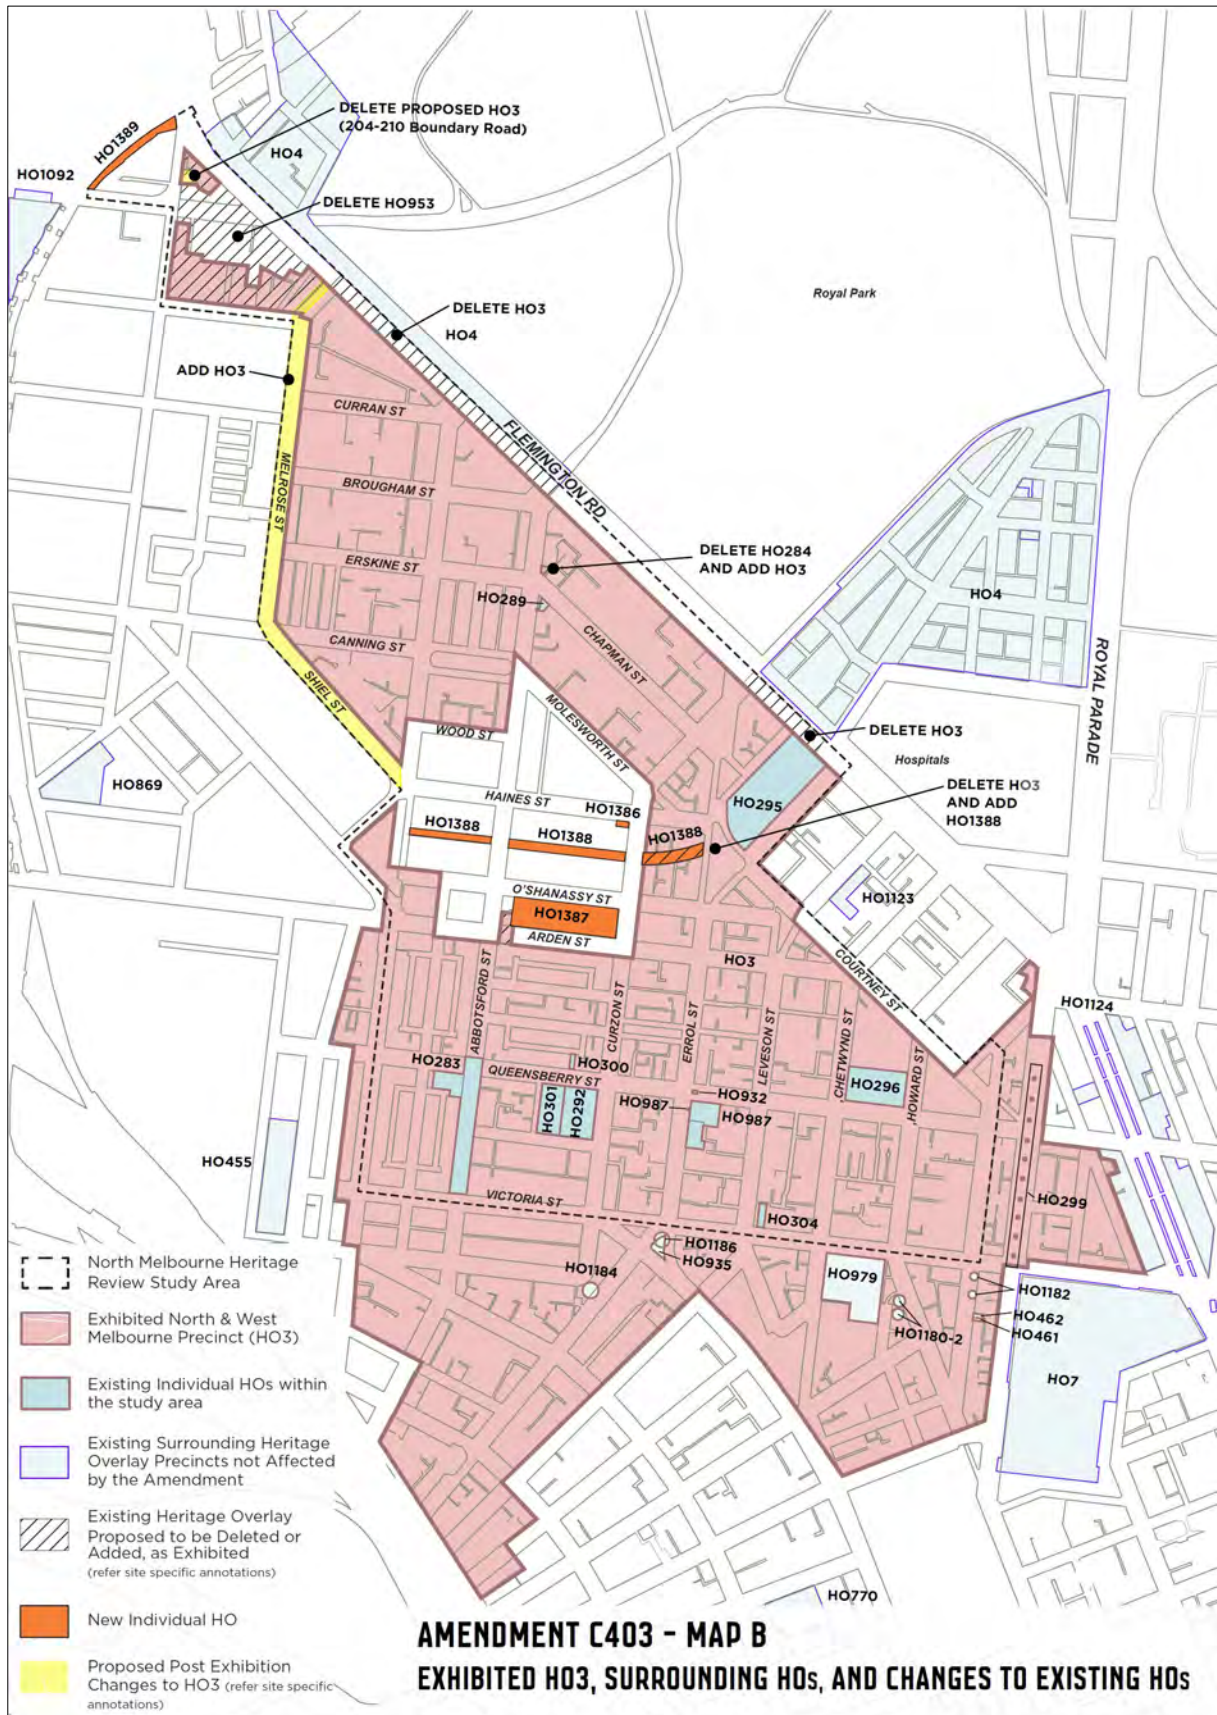 DELETE PROPOSED HO3
(204-210 Boundary Road)
HO1389
HO4
HO1092
DELETE HO953
Royal Park
DELETE HO3
HO4
ADD HO3
CURRAN ST
FLEMINGTON RD
MELROSE ST
BROUGHAM ST
DELETE HO284
AND ADD HO3
ERSKINE ST
HO4
HO289
CHAPMAN ST
CANNING ST
ROYAL PARADE
SHIEL ST
MOLESWORTH ST
WOOD ST
DELETE HO3
Hospitals
HO869
DELETE HO3
AND ADD
HO1388
HAINES ST
HO1386
HO295
HO1388
HO1388
HO1388
O'SHANASSY ST
HO1123
HO1387
ARDEN ST
HO3
COURTNEY ST
ABBOTSFORD ST
CURZON ST
ERROL ST
LEVESON ST
CHETWYND ST
HOWARD ST
HO1124
HO283
HO300
QUEENSBERRY ST
HO296
HO932
HO301
HO292
HO987
HO987
HO455
HO299
VICTORIA ST
HO304
HO1186
HO935
HO1184
HO979
HO1182
HO462
HO461
HO1180-2
HO7
HO770
North Melbourne Heritage
Review Study Area
Exhibited North & West
Melbourne Precinct (HO3)
Existing Individual HOs within
the study area
Existing Surrounding Heritage
Overlay Precincts not Affected
by the Amendment
Existing Heritage Overlay
Proposed to be Deleted or
Added, as Exhibited
(refer site specific annotations)
New Individual HO
Proposed Post Exhibition
Changes to HO3 (refer site specific
annotations)
AMENDMENT C403 - MAP B
EXHIBITED HO3, SURROUNDING HOs, AND CHANGES TO EXISTING HOs